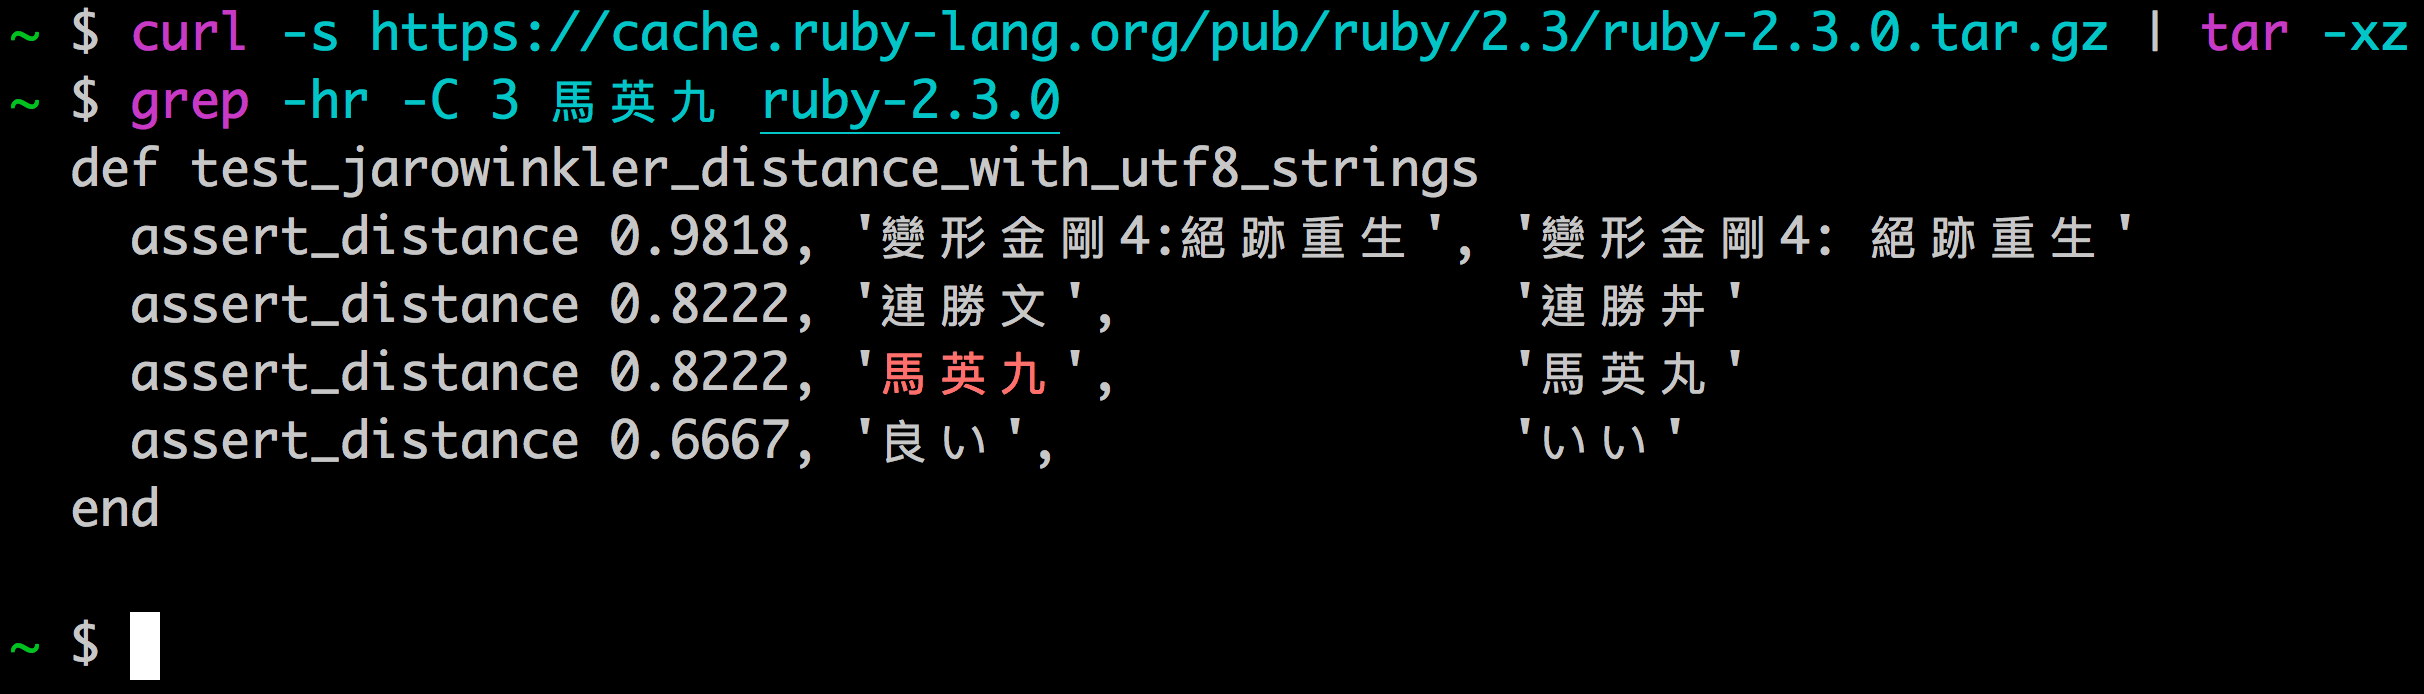 ~ $ curl -s https://cache.ruby-lang.org/pub/ruby/2.3/ruby-2.3.0.tar.gz | tar -xz
~ $ grep -hr -C 3 馬英九 ruby-2.3.0
  def test_jarowinkler_distance_with_utf8_strings
    assert_distance 0.9818, '變形金剛4:絕跡重生', '變形金剛4: 絕跡重生'
    assert_distance 0.8222, '連勝文',              '連勝丼'
    assert_distance 0.8222, '馬英九',              '馬英丸'
    assert_distance 0.6667, '良い',                'いい'
  end
~ $